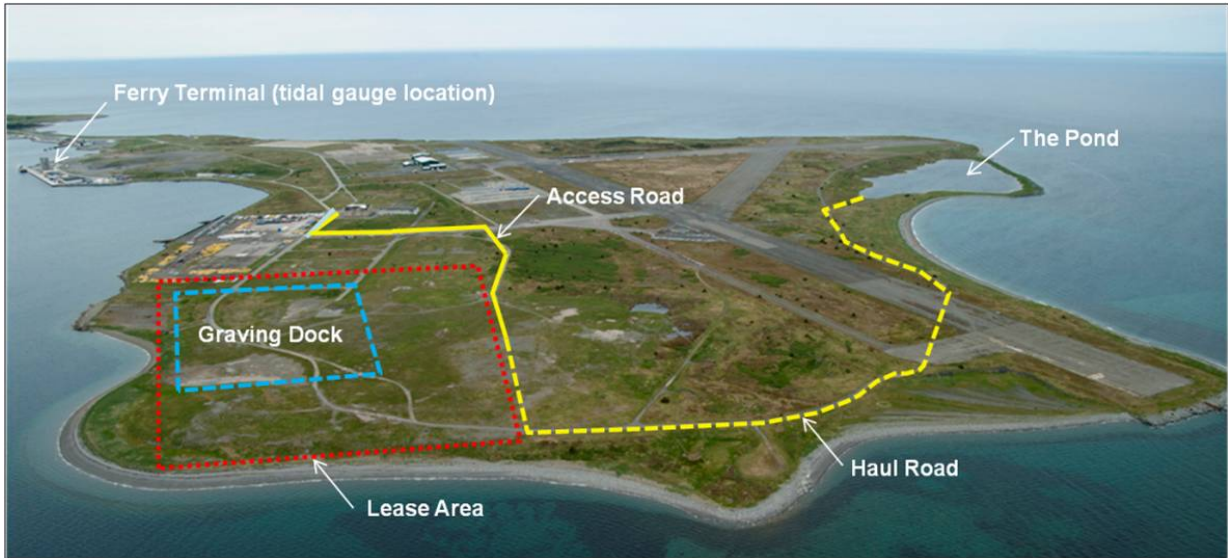 Ferry Terminal (tidal gauge location)
The Pond
Access Road
Graving Dock
Haul Road
Lease Area